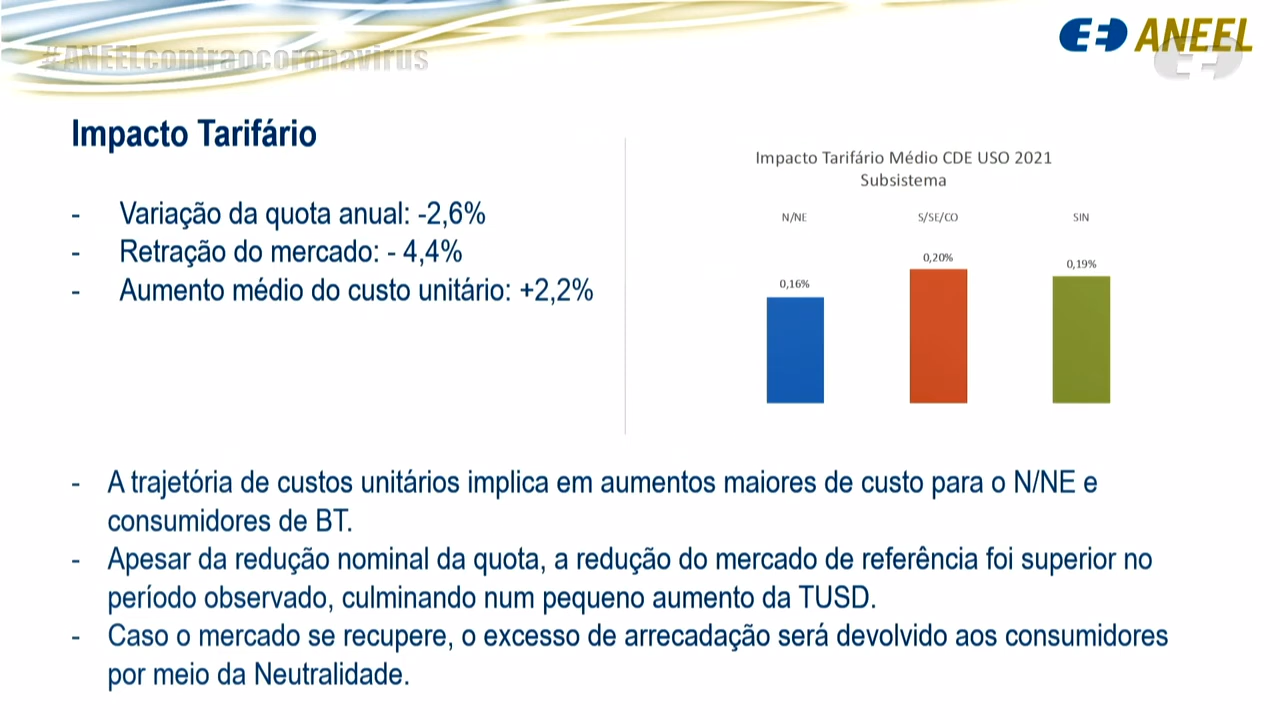 #ANEELcontraocoronavirus
ANEEL
Impacto Tarifário
- Variação da quota anual: -2,6%
- Retração do mercado: - 4,4%
- Aumento médio do custo unitário: +2,2%
Impacto Tarifário Médio CDE USO 2021
Subsistema
N/NE
S/SE/CO
SIN
0,16%
0,20%
0,19%
- A trajetória de custos unitários implica em aumentos maiores de custo para o N/NE e
consumidores de BT.
- Apesar da redução nominal da quota, a redução do mercado de referência foi superior no
período observado, culminando num pequeno aumento da TUSD.
- Caso o mercado se recupere, o excesso de arrecadação será devolvido aos consumidores
por meio da Neutralidade.